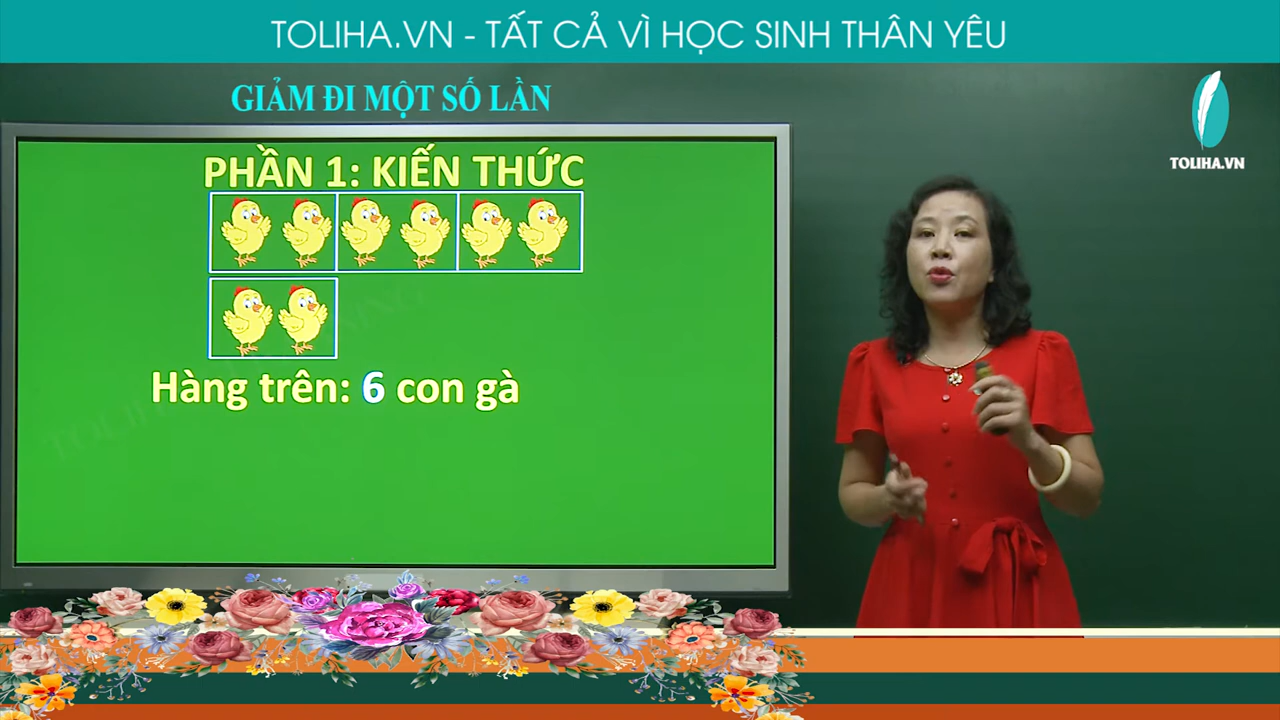 TOLIHA.VN - TẤT CẢ VÌ HỌC SINH THÂN YÊU
GIẢM ĐI MỘT SỐ LẦN
TOLIHA.VN
PHẦN 1: KIẾN THỨC
Hàng trên: 6 con gà